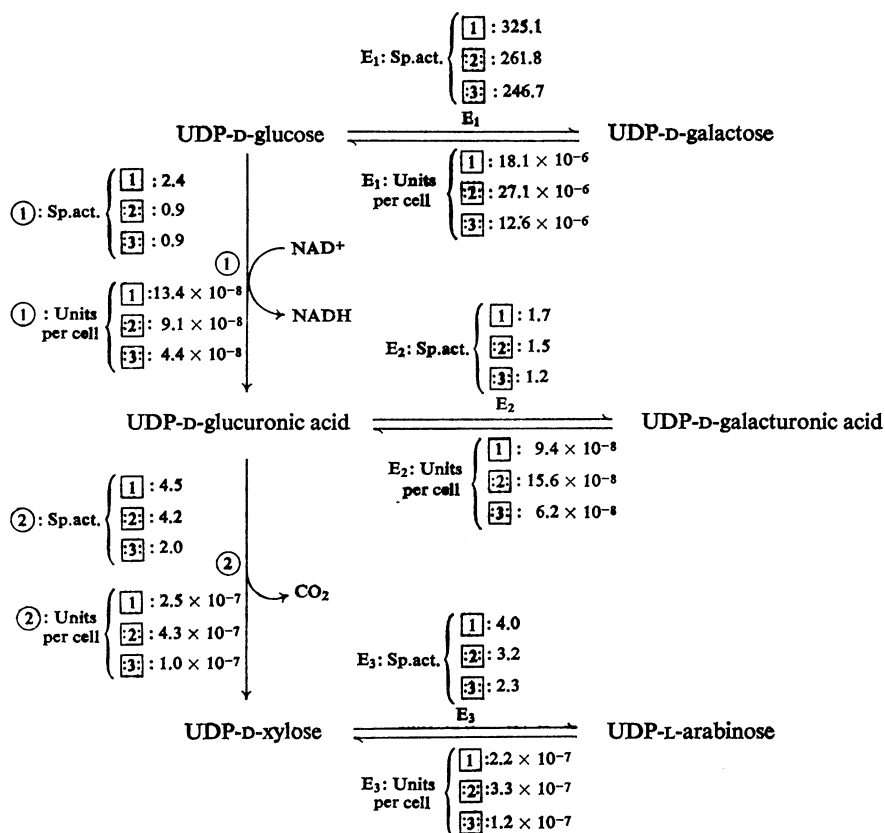 1 : 325.1
E₁: Sp.act. 2 : 261.8
3 : 246.7
E₁
UDP-D-glucose UDP-D-galactose
1 : 18.1 × 10⁻⁶
E₁: Units per cell 2 : 27.1 × 10⁻⁶
3 : 12.6 × 10⁻⁶
1 : 2.4
①: Sp.act. 2 : 0.9
3 : 0.9
① NAD⁺
NADH
1 :13.4 × 10⁻⁸
① : Units per cell 2 : 9.1 × 10⁻⁸
3 : 4.4 × 10⁻⁸
1 : 1.7
E₂: Sp.act. 2 : 1.5
3 : 1.2
E₂
UDP-D-glucuronic acid UDP-D-galacturonic acid
1 : 9.4 × 10⁻⁸
E₂: Units per cell 2 : 15.6 × 10⁻⁸
3 : 6.2 × 10⁻⁸
1 : 4.5
②: Sp.act. 2 : 4.2
3 : 2.0
② CO₂
1 : 2.5 × 10⁻⁷
②: Units per cell 2 : 4.3 × 10⁻⁷
3 : 1.0 × 10⁻⁷
1 : 4.0
E₃: Sp.act. 2 : 3.2
3 : 2.3
E₃
UDP-D-xylose UDP-L-arabinose
1 :2.2 × 10⁻⁷
E₃: Units per cell 2 :3.3 × 10⁻⁷
3 :1.2 × 10⁻⁷